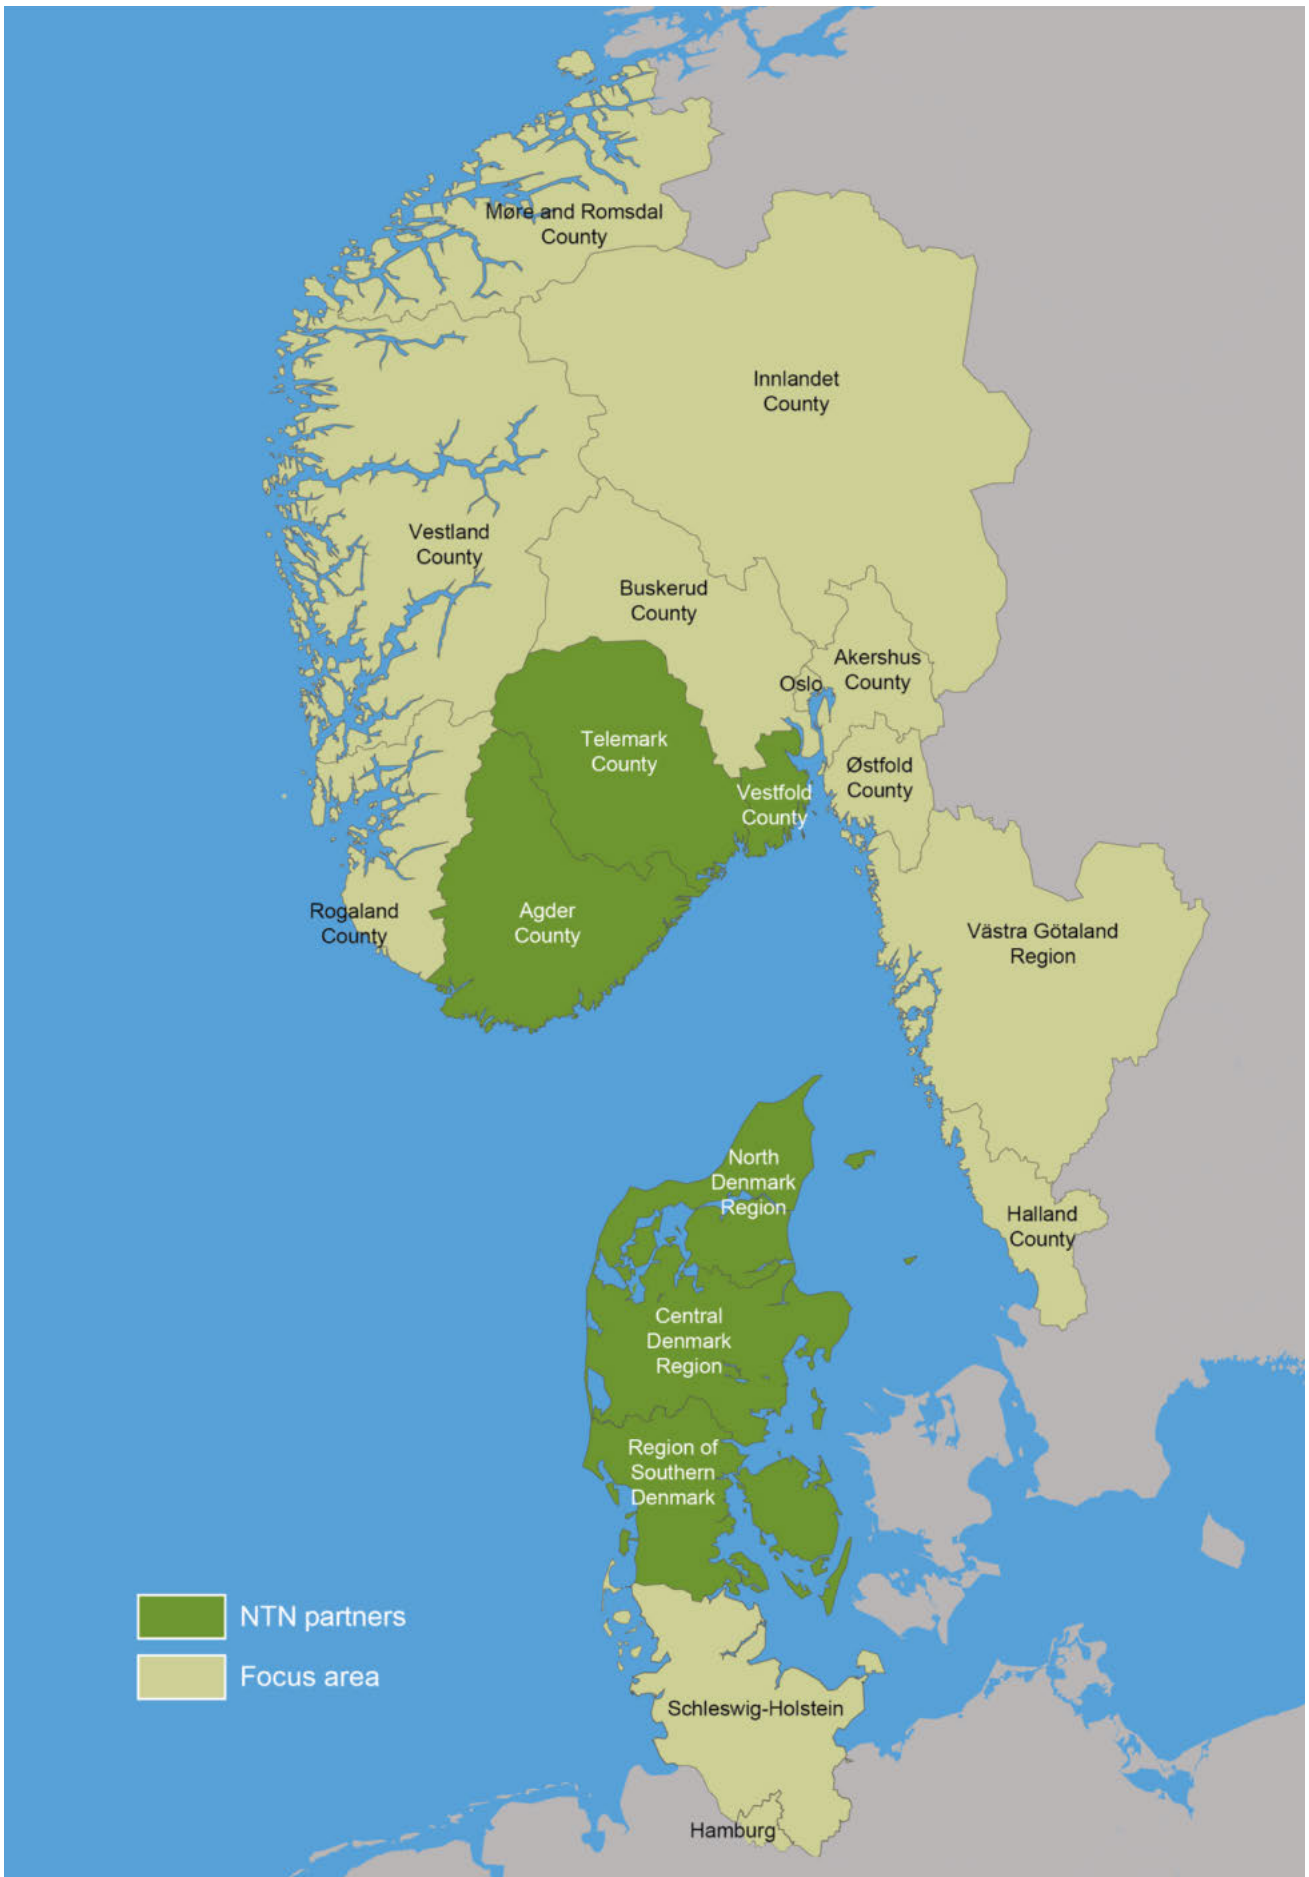 Møre and Romsdal
County
Innlandet
County
Vestland
County
Buskerud
County
Akershus
County
Oslo
Telemark
County
Østfold
County
Vestfold
County
Rogaland
County
Agder
County
Västra Götaland
Region
North
Denmark
Region
Halland
County
Central
Denmark
Region
Region of
Southern
Denmark
NTN partners
Focus area
Schleswig-Holstein
Hamburg